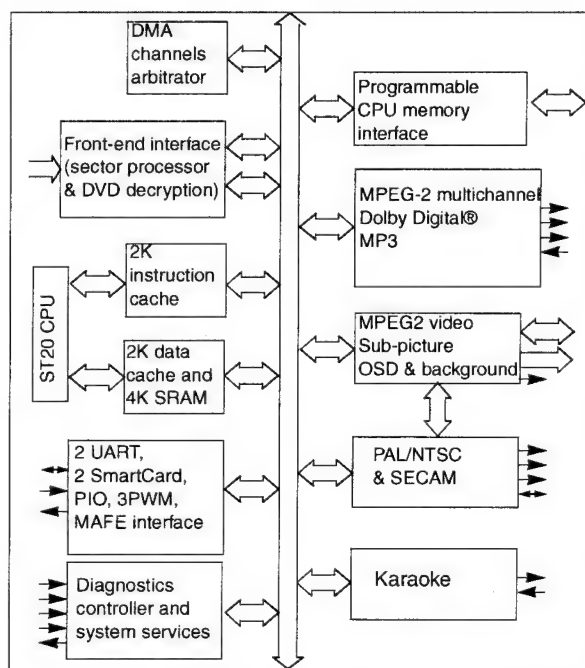 DMA
channels
arbitrator
Front-end interface
(sector processor
& DVD decryption)
2K
instruction
cache
ST20 CPU
2K data
cache and
4K SRAM
2 UART,
2 SmartCard,
PIO, 3PWM,
MAFE interface
Diagnostics
controller and
system services
Programmable
CPU memory
interface
MPEG-2 multichannel
Dolby Digital®
MP3
MPEG2 video
Sub-picture
OSD & background
PAL/NTSC
& SECAM
Karaoke